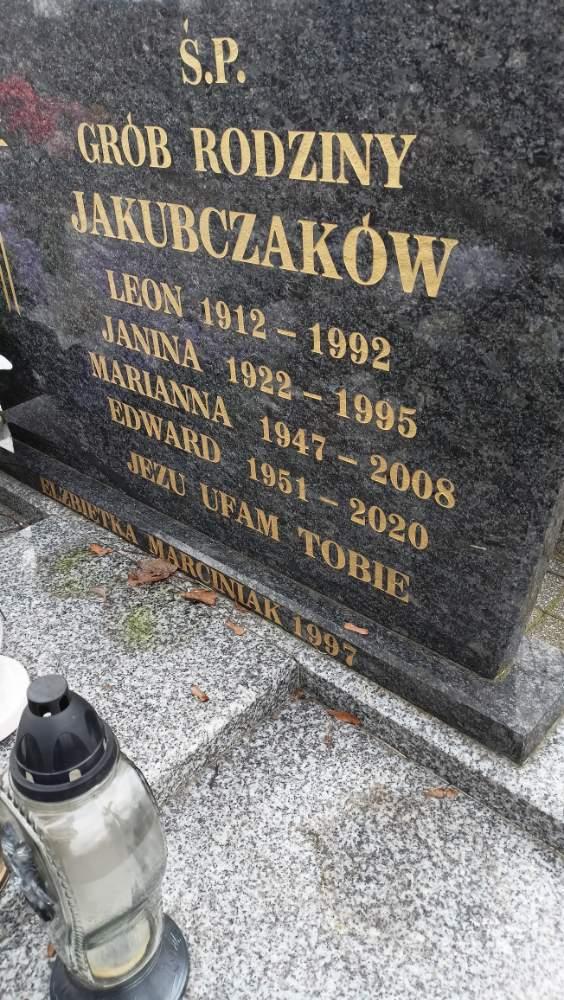 Ś.P.
GRÓB RODZINY
JAKUBCZAKÓW
LEON 1912 – 1992
JANINA 1922 – 1995
MARIANNA 1947 – 2008
EDWARD 1951 – 2020
JEZU UFAM TOBIE
ELŻBIETKA MARCINIAK 1997